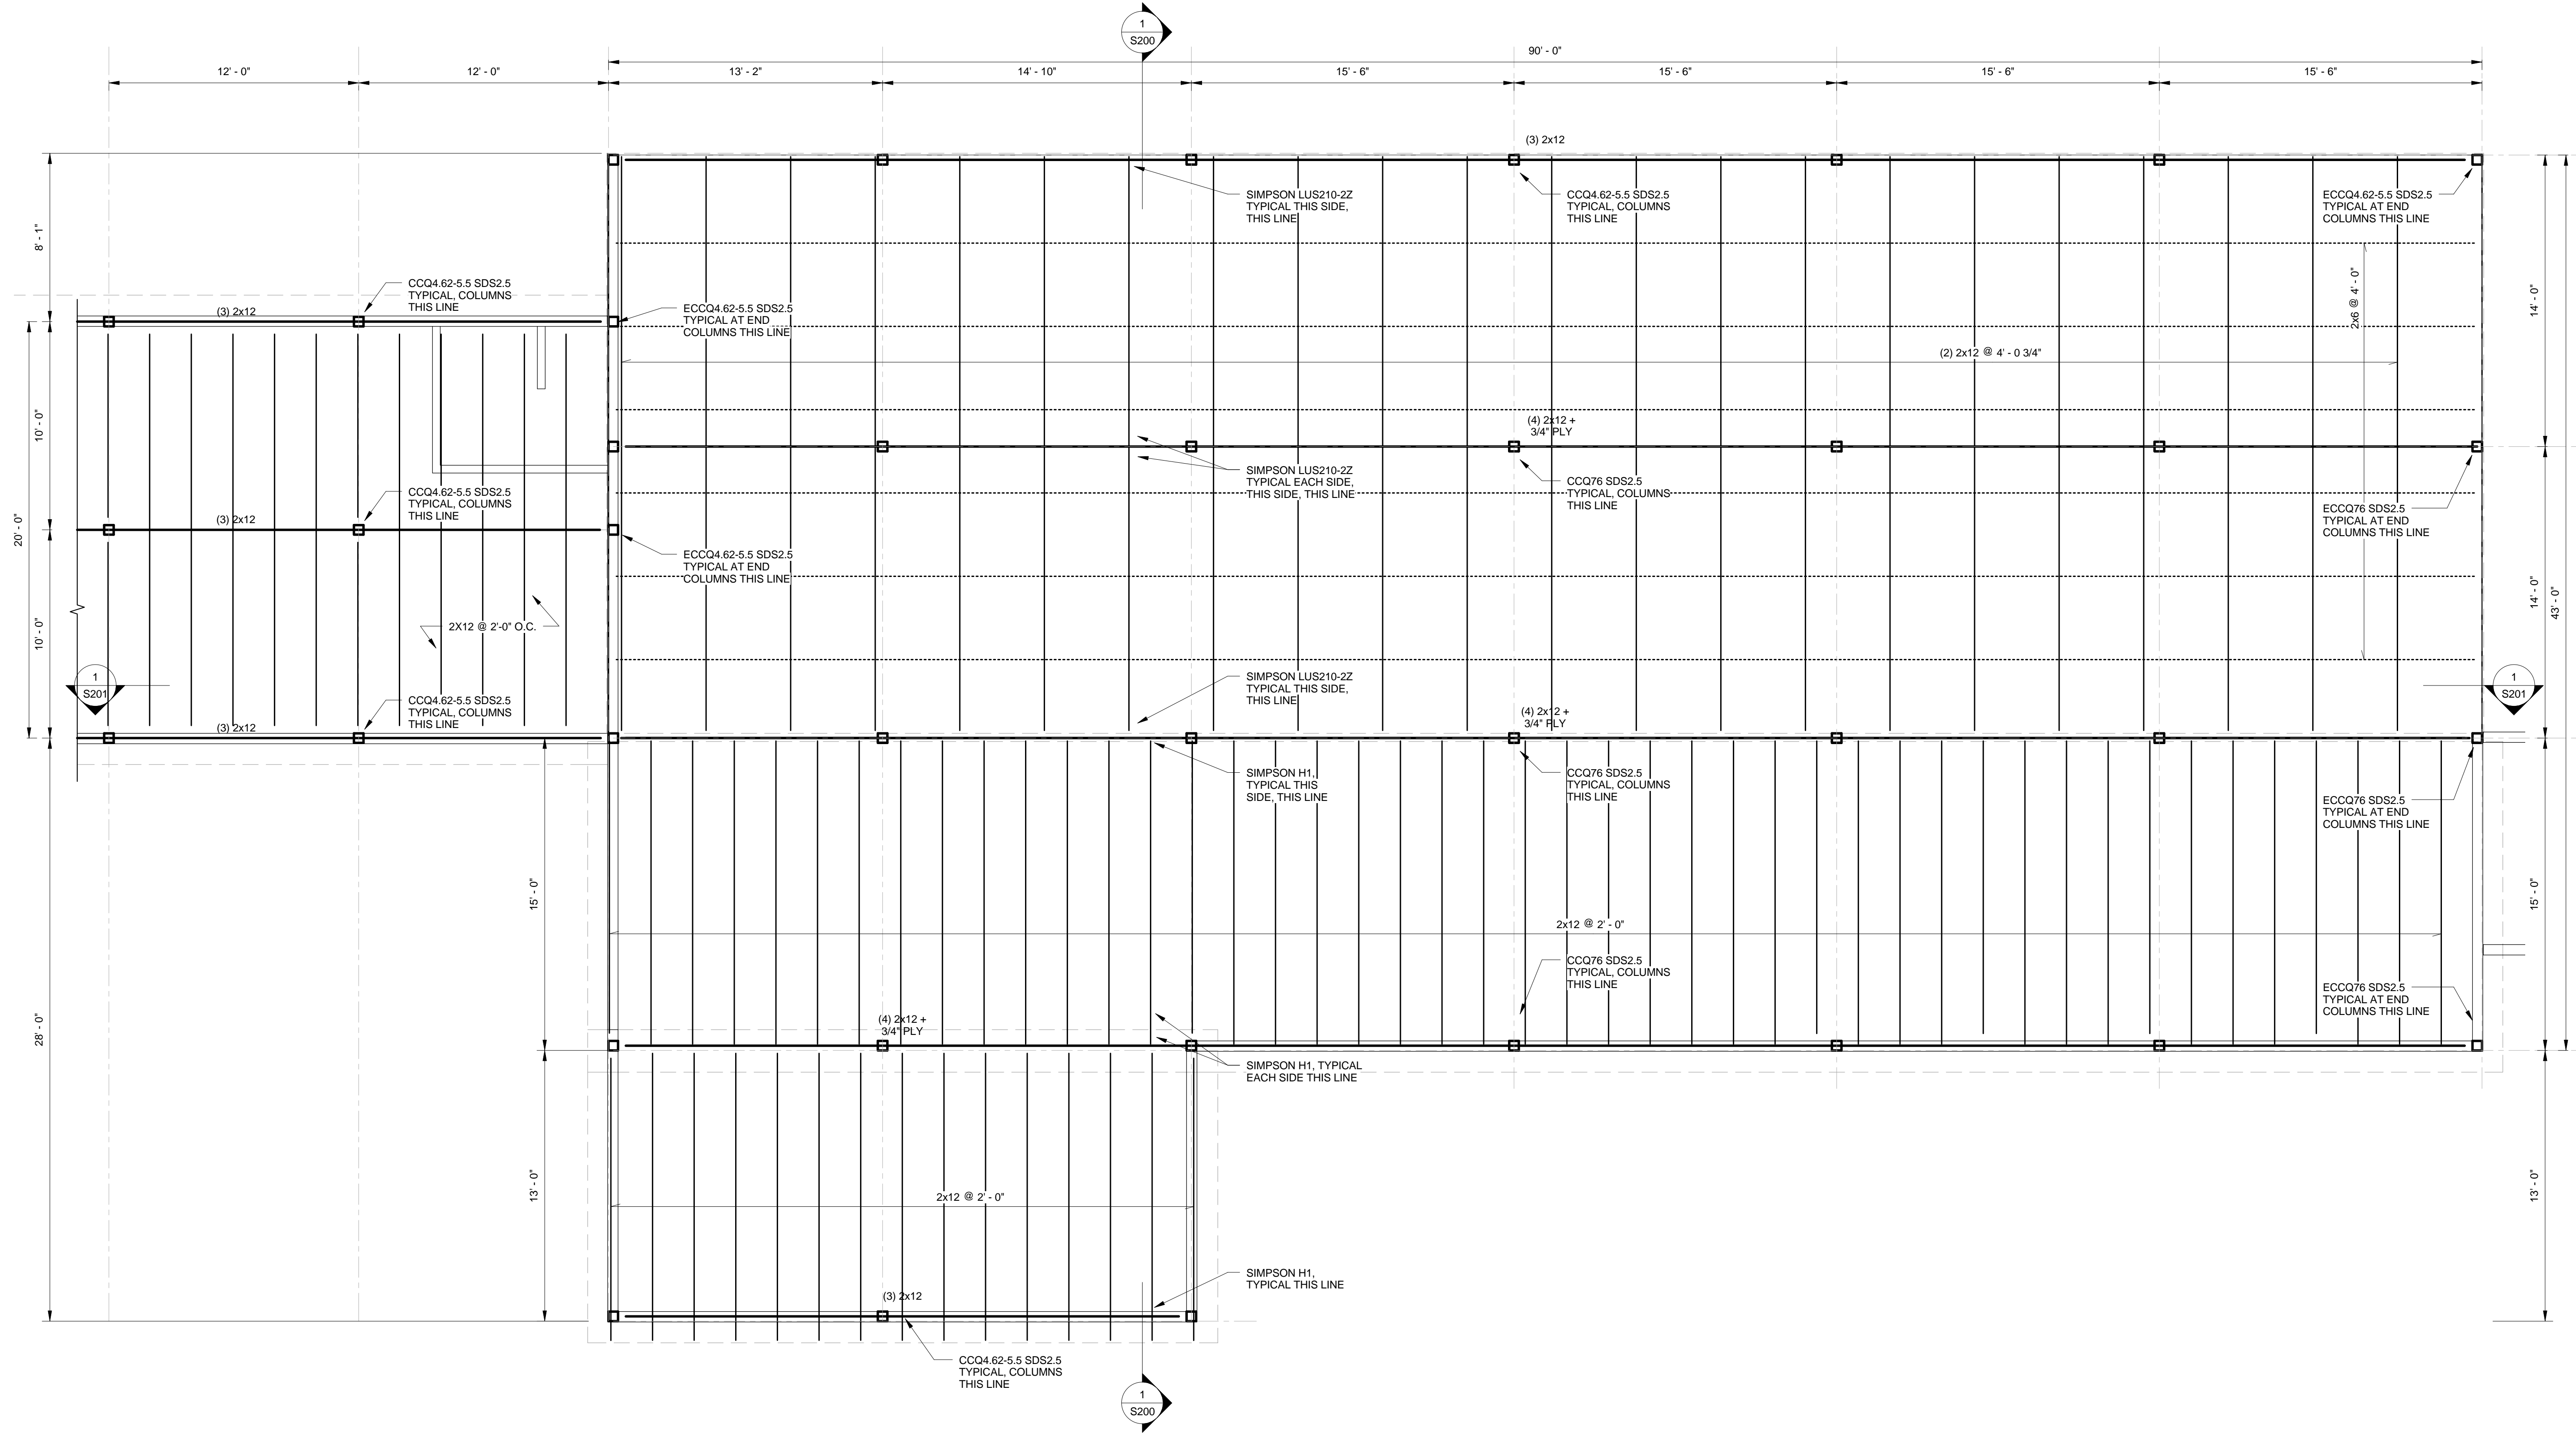 1
S200
90' - 0"
12' - 0"
12' - 0"
13' - 2"
14' - 10"
15' - 6"
15' - 6"
15' - 6"
15' - 6"
(3) 2x12
SIMPSON LUS210-2Z
TYPICAL THIS SIDE,
THIS LINE
CCQ4.62-5.5 SDS2.5
TYPICAL, COLUMNS
THIS LINE
ECCQ4.62-5.5 SDS2.5
TYPICAL AT END
COLUMNS THIS LINE
8' - 1"
CCQ4.62-5.5 SDS2.5
TYPICAL, COLUMNS
THIS LINE
(3) 2x12
ECCQ4.62-5.5 SDS2.5
TYPICAL AT END
COLUMNS THIS LINE
2x6 @ 4' - 0"
14' - 0"
(2) 2x12 @ 4' - 0 3/4"
10' - 0"
(4) 2x12 +
3/4" PLY
SIMPSON LUS210-2Z
TYPICAL EACH SIDE,
THIS SIDE, THIS LINE
CCQ76 SDS2.5
TYPICAL, COLUMNS
THIS LINE
ECCQ76 SDS2.5
TYPICAL AT END
COLUMNS THIS LINE
CCQ4.62-5.5 SDS2.5
TYPICAL, COLUMNS
THIS LINE
(3) 2x12
20' - 0"
ECCQ4.62-5.5 SDS2.5
TYPICAL AT END
COLUMNS THIS LINE
14' - 0"
43' - 0"
10' - 0"
2X12 @ 2'-0" O.C.
1
S201
SIMPSON LUS210-2Z
TYPICAL THIS SIDE,
THIS LINE
1
S201
CCQ4.62-5.5 SDS2.5
TYPICAL, COLUMNS
THIS LINE
(3) 2x12
(4) 2x12 +
3/4" PLY
SIMPSON H1,
TYPICAL THIS
SIDE, THIS LINE
CCQ76 SDS2.5
TYPICAL, COLUMNS
THIS LINE
ECCQ76 SDS2.5
TYPICAL AT END
COLUMNS THIS LINE
15' - 0"
15' - 0"
2x12 @ 2' - 0"
CCQ76 SDS2.5
TYPICAL, COLUMNS
THIS LINE
ECCQ76 SDS2.5
TYPICAL AT END
COLUMNS THIS LINE
28' - 0"
(4) 2x12 +
3/4" PLY
SIMPSON H1, TYPICAL
EACH SIDE THIS LINE
13' - 0"
13' - 0"
2x12 @ 2' - 0"
SIMPSON H1,
TYPICAL THIS LINE
(3) 2x12
CCQ4.62-5.5 SDS2.5
TYPICAL, COLUMNS
THIS LINE
1
S200